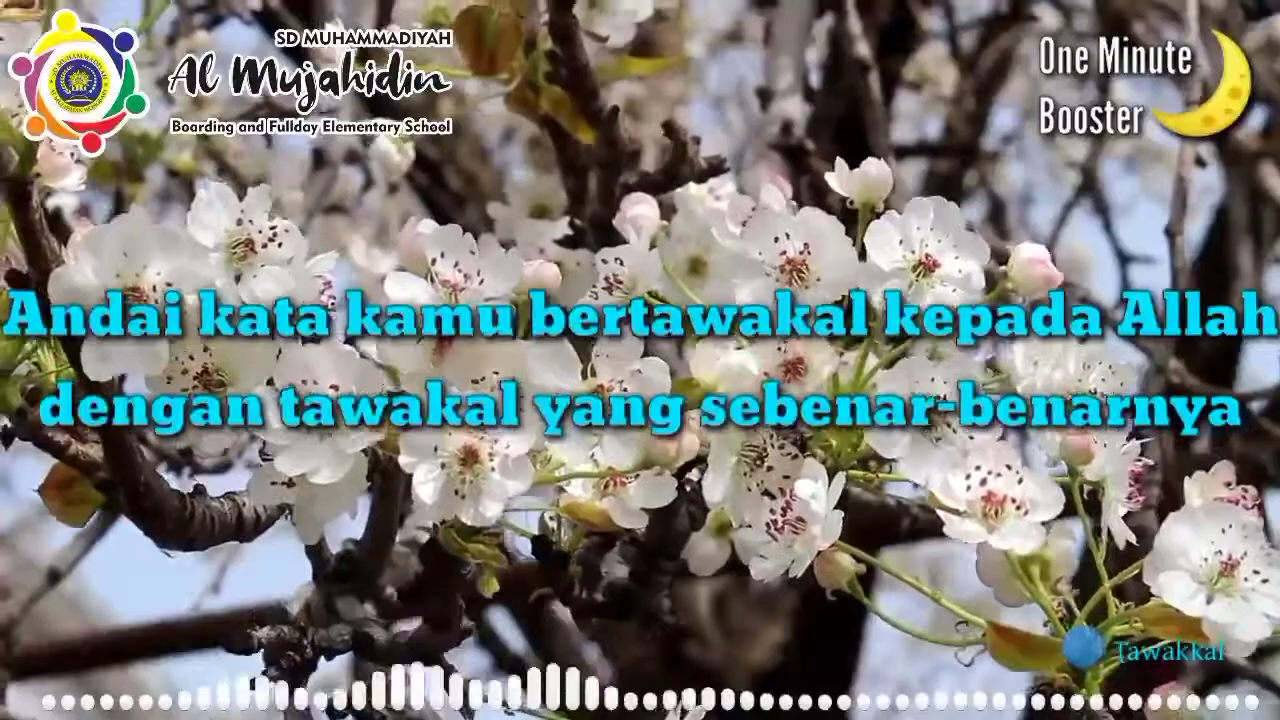 SD MUHAMMADIYAH
Al Mujahidin
Boarding and Fullday Elementary School
One Minute
Booster
Andai kata kamu bertawakal kepada Allah
dengan tawakal yang sebenar-benarnya
Tawakkal